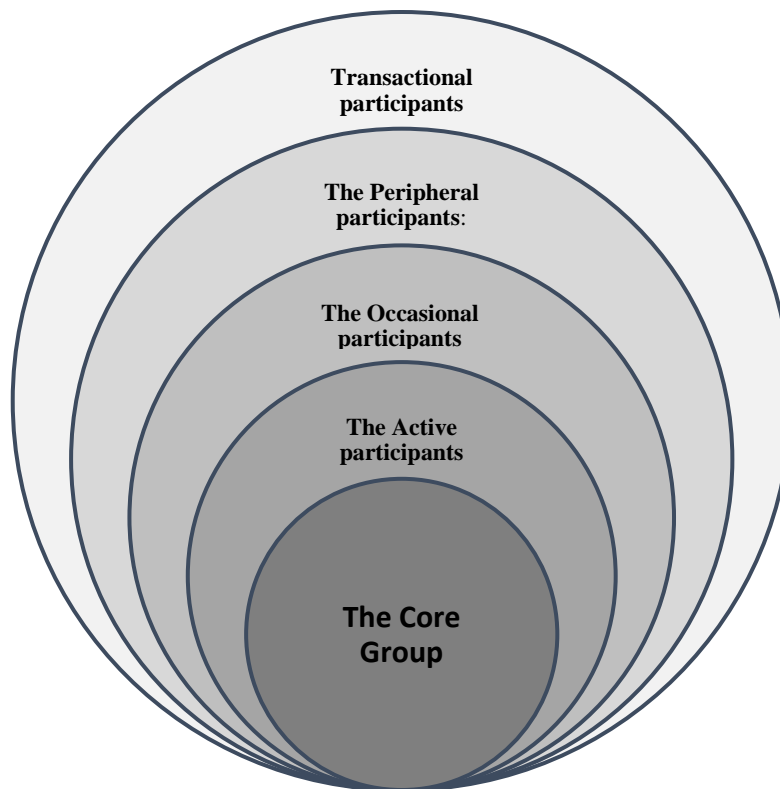 Transactional
participants
The Peripheral
participants:
The Occasional
participants
The Active
participants
The Core
Group